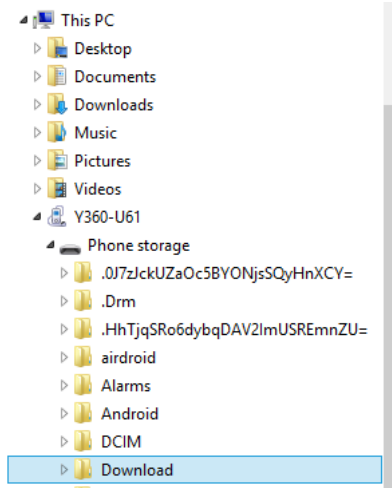 This PC
Desktop
Documents
Downloads
Music
Pictures
Videos
Y360-U61
Phone storage
.0J7zJckUZaOc5BYONjsSQyHnXCY=
.Drm
.HhTjqSRo6dybqDAV2lmUSREmnZU=
airdroid
Alarms
Android
DCIM
Download